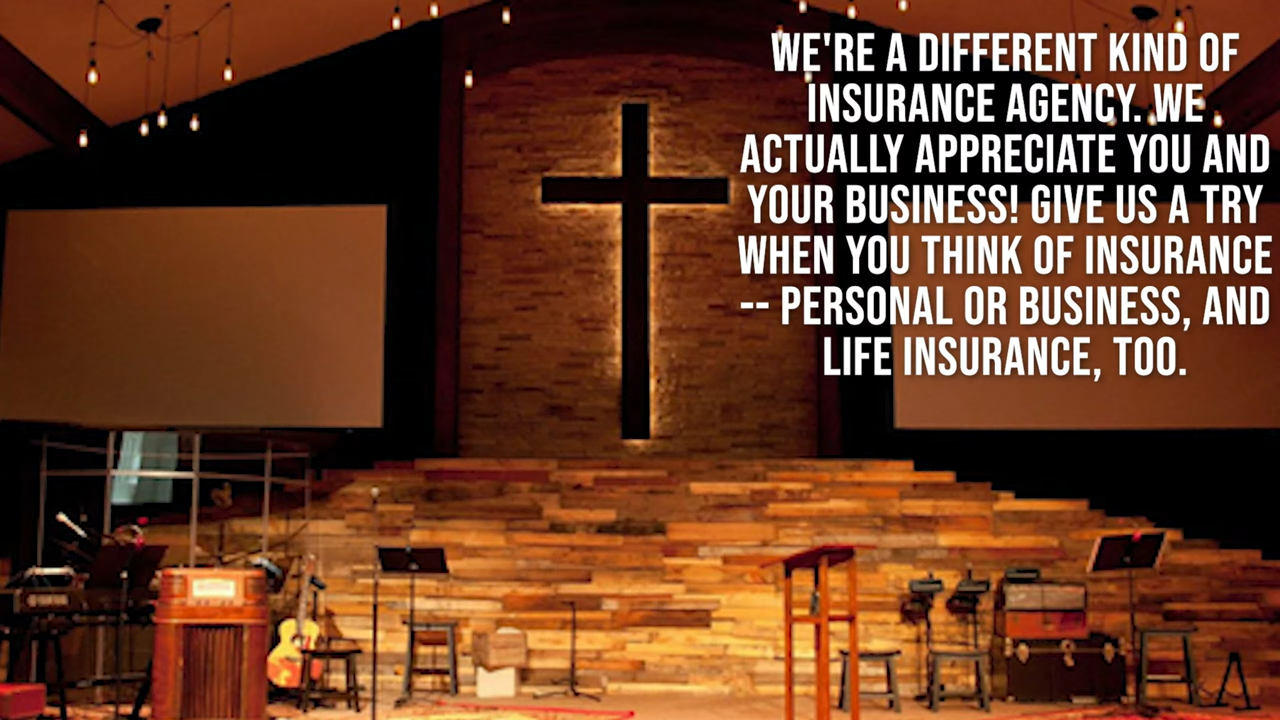 WE'RE A DIFFERENT KIND OF
INSURANCE AGENCY. WE
ACTUALLY APPRECIATE YOU AND
YOUR BUSINESS! GIVE US A TRY
WHEN YOU THINK OF INSURANCE
-- PERSONAL OR BUSINESS, AND
LIFE INSURANCE, TOO.